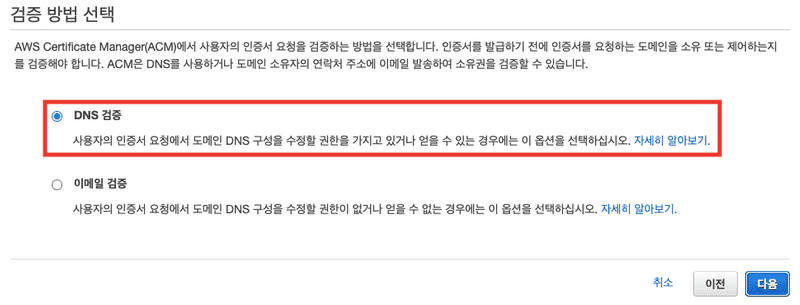 검증 방법 선택
AWS Certificate Manager(ACM)에서 사용자의 인증서 요청을 검증하는 방법을 선택합니다. 인증서를 발급하기 전에 인증서를 요청하는 도메인을 소유 또는 제어하는지
를 검증해야 합니다. ACM은 DNS를 사용하거나 도메인 소유자의 연락처 주소에 이메일 발송하여 소유권을 검증할 수 있습니다.
DNS 검증
사용자의 인증서 요청에서 도메인 DNS 구성을 수정할 권한을 가지고 있거나 얻을 수 있는 경우에는 이 옵션을 선택하십시오. 자세히 알아보기.
이메일 검증
사용자의 인증서 요청에서 도메인 DNS 구성을 수정할 권한이 없거나 얻을 수 없는 경우에는 이 옵션을 선택하십시오. 자세히 알아보기.
취소 이전 다음